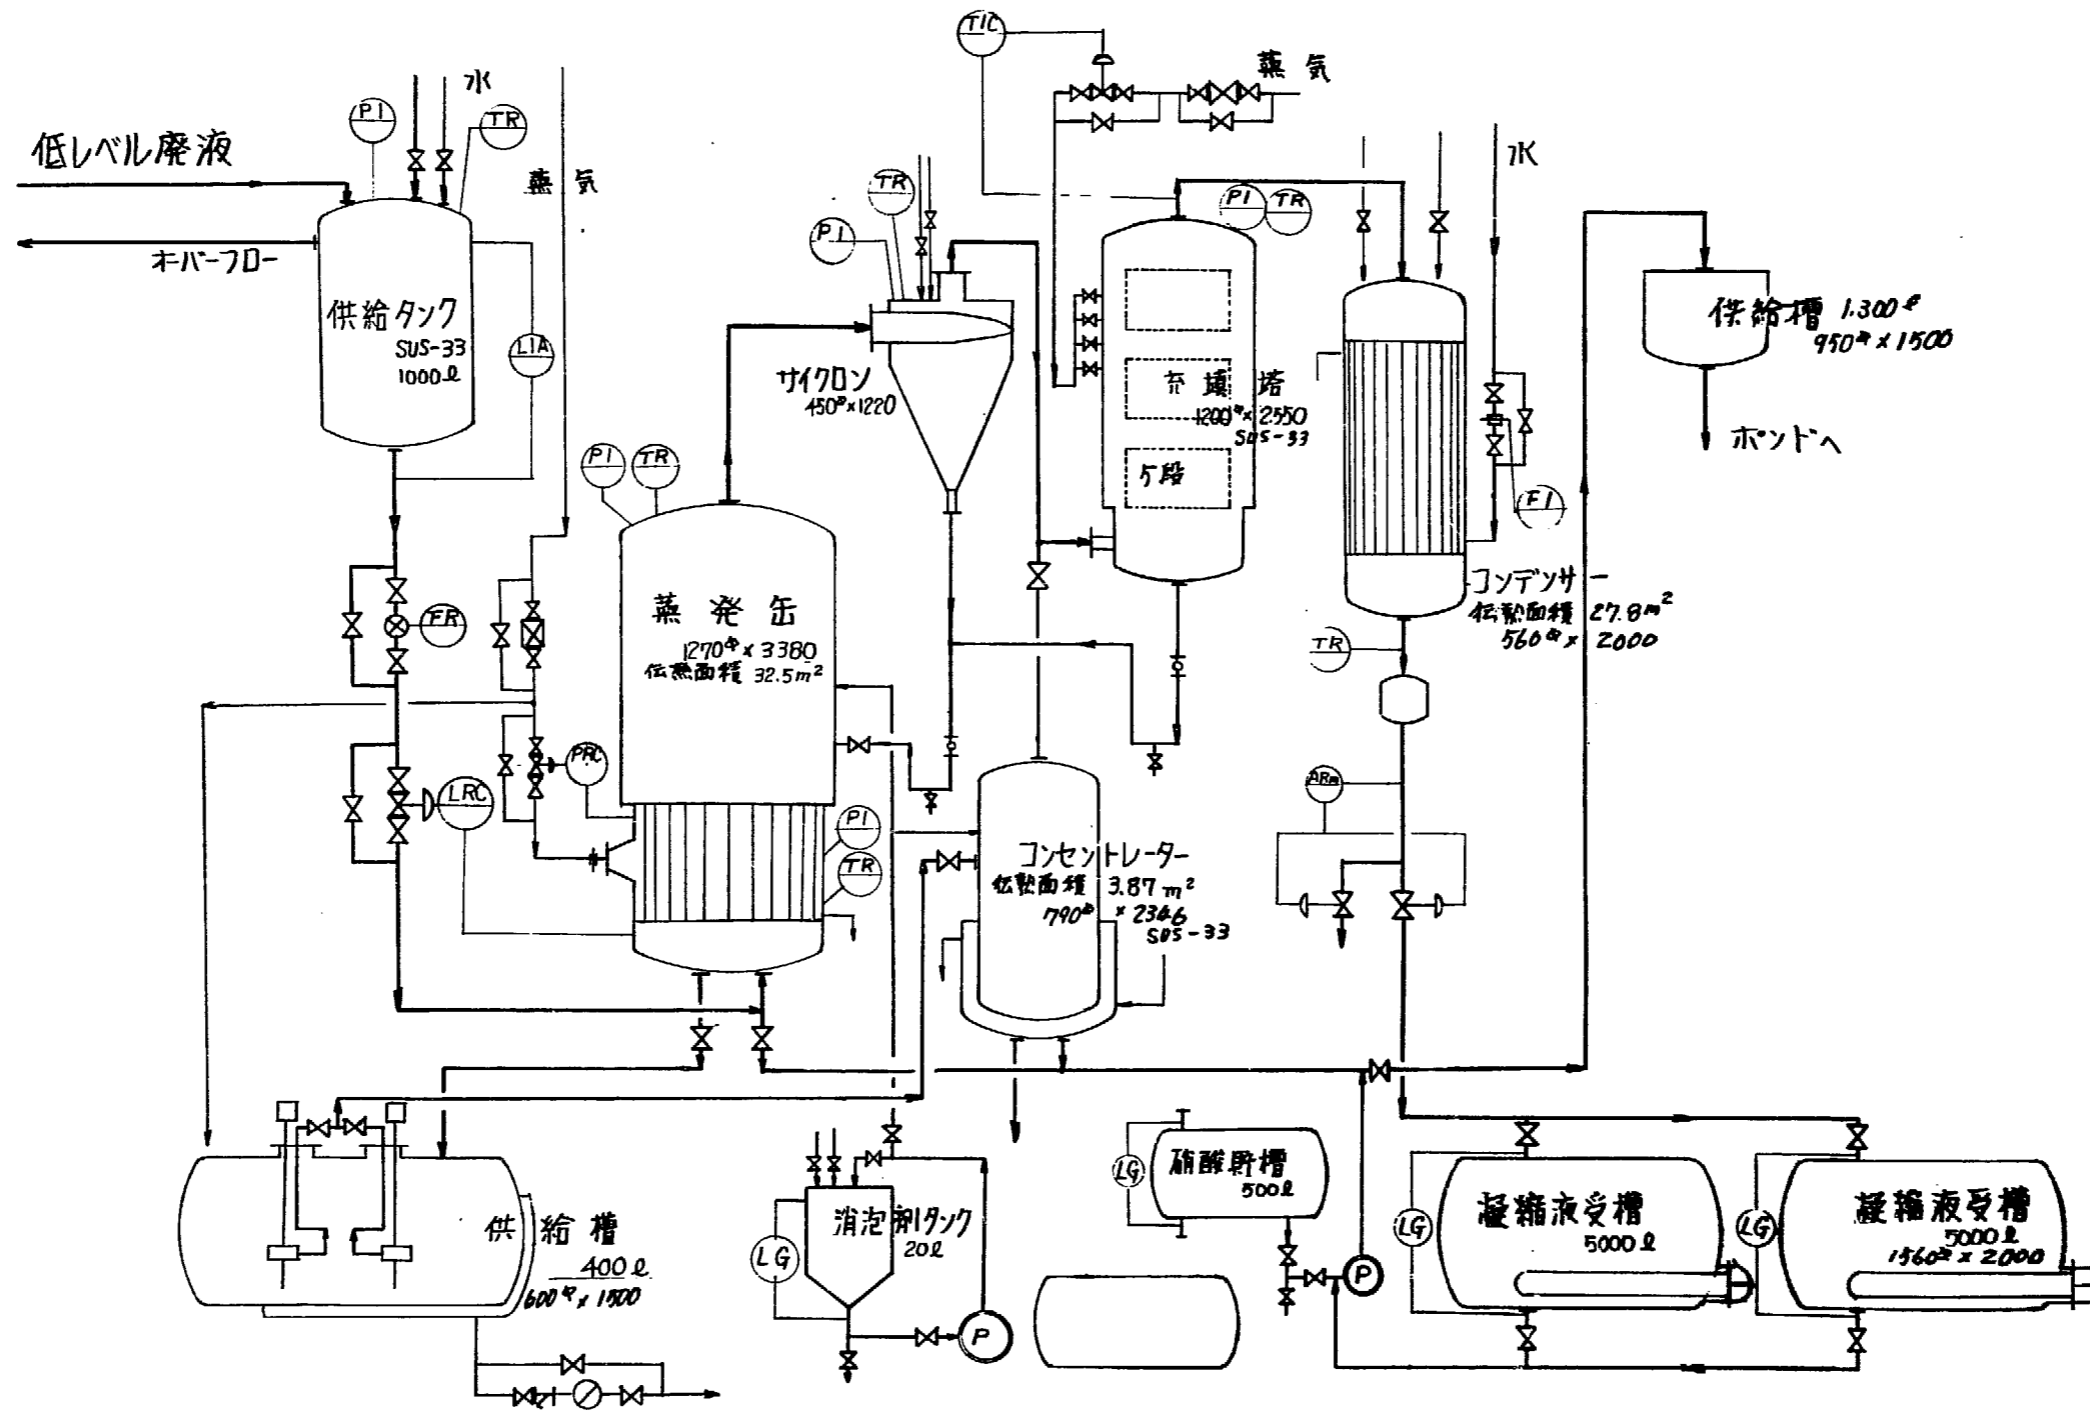 TIC
蒸気
水
PI
TR
低レベル廃液
蒸気
水
TR
PI
TR
PI
オーバーフロー
供給タンク
SUS-33
1000ℓ
LIA
供給槽 1.300ℓ
950φ×1500
サイクロン
450φ×1220
充填塔
1200φ×2550
SUS-33
5段
ポンドへ
PI
TR
FI
コンデンサー
伝熱面積 27.8m²
560φ×2000
蒸発缶
1270φ×3380
伝熱面積 32.5m²
FR
TR
PRC
LRC
ARm
PI
TR
コンセントレーター
伝熱面積 3.87m²
790φ×2346
SUS-33
供給槽
400ℓ
600φ×1500
消泡剤タンク
20ℓ
LG
P
硝酸貯槽
500ℓ
LG
P
凝縮液受槽
5000ℓ
LG
凝縮液受槽
5000ℓ
1560φ×2000
LG